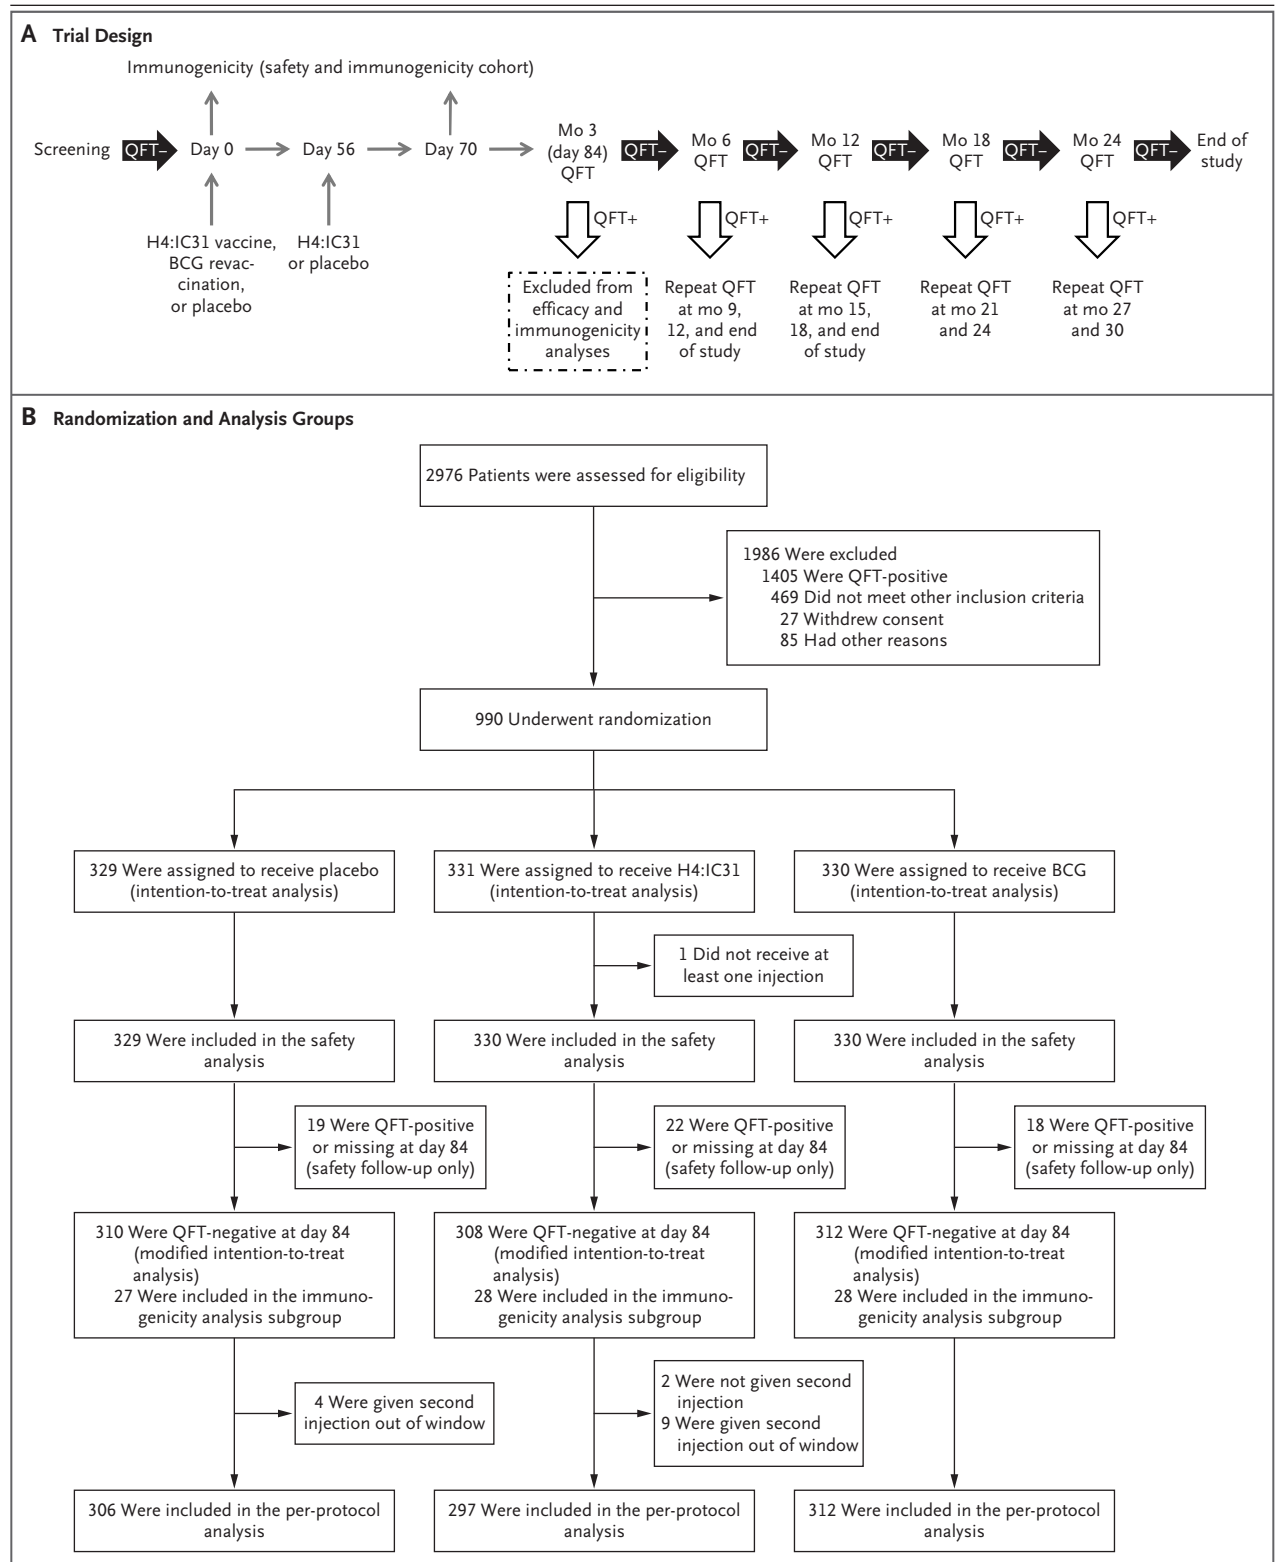 A Trial Design
Immunogenicity (safety and immunogenicity cohort)
Screening
QFT–
Day 0
Day 56
Day 70
Mo 3
(day 84)
QFT
QFT–
Mo 6
QFT
QFT–
Mo 12
QFT
QFT–
Mo 18
QFT
QFT–
Mo 24
QFT
QFT–
End of
study
H4:IC31 vaccine,
BCG revac-
cination,
or placebo
H4:IC31
or placebo
QFT+
QFT+
QFT+
QFT+
QFT+
Excluded from
efficacy and
immunogenicity
analyses
Repeat QFT
at mo 9,
12, and end
of study
Repeat QFT
at mo 15,
18, and end
of study
Repeat QFT
at mo 21
and 24
Repeat QFT
at mo 27
and 30
B Randomization and Analysis Groups
2976 Patients were assessed for eligibility
1986 Were excluded
1405 Were QFT-positive
469 Did not meet other inclusion criteria
27 Withdrew consent
85 Had other reasons
990 Underwent randomization
329 Were assigned to receive placebo
(intention-to-treat analysis)
331 Were assigned to receive H4:IC31
(intention-to-treat analysis)
330 Were assigned to receive BCG
(intention-to-treat analysis)
1 Did not receive at
least one injection
329 Were included in the safety
analysis
330 Were included in the safety
analysis
330 Were included in the safety
analysis
19 Were QFT-positive
or missing at day 84
(safety follow-up only)
22 Were QFT-positive
or missing at day 84
(safety follow-up only)
18 Were QFT-positive
or missing at day 84
(safety follow-up only)
310 Were QFT-negative at day 84
(modified intention-to-treat
analysis)
27 Were included in the immuno-
genicity analysis subgroup
308 Were QFT-negative at day 84
(modified intention-to-treat
analysis)
28 Were included in the immuno-
genicity analysis subgroup
312 Were QFT-negative at day 84
(modified intention-to-treat
analysis)
28 Were included in the immuno-
genicity analysis subgroup
4 Were given second
injection out of window
2 Were not given second
injection
9 Were given second
injection out of window
306 Were included in the per-protocol
analysis
297 Were included in the per-protocol
analysis
312 Were included in the per-protocol
analysis